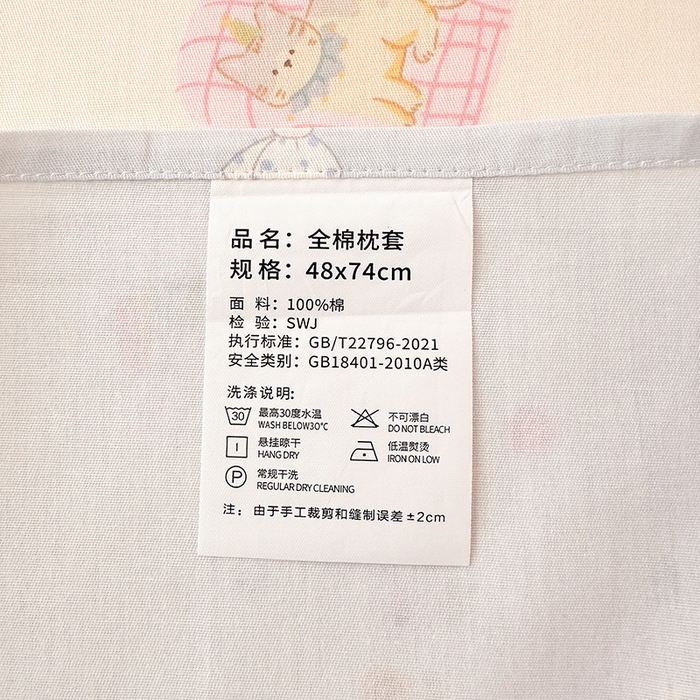 品名：全棉枕套
规格：48x74cm
面料：100%棉
检验：SWJ
执行标准：GB/T22796-2021
安全类别：GB18401-2010A类
洗涤说明:
30 最高30度水温 不可漂白
WASH BELOW30℃ DO NOT BLEACH
悬挂晾干 低温熨烫
HANG DRY IRON ON LOW
P 常规干洗
REGULAR DRY CLEANING
注：由于手工裁剪和缝制误差±2cm